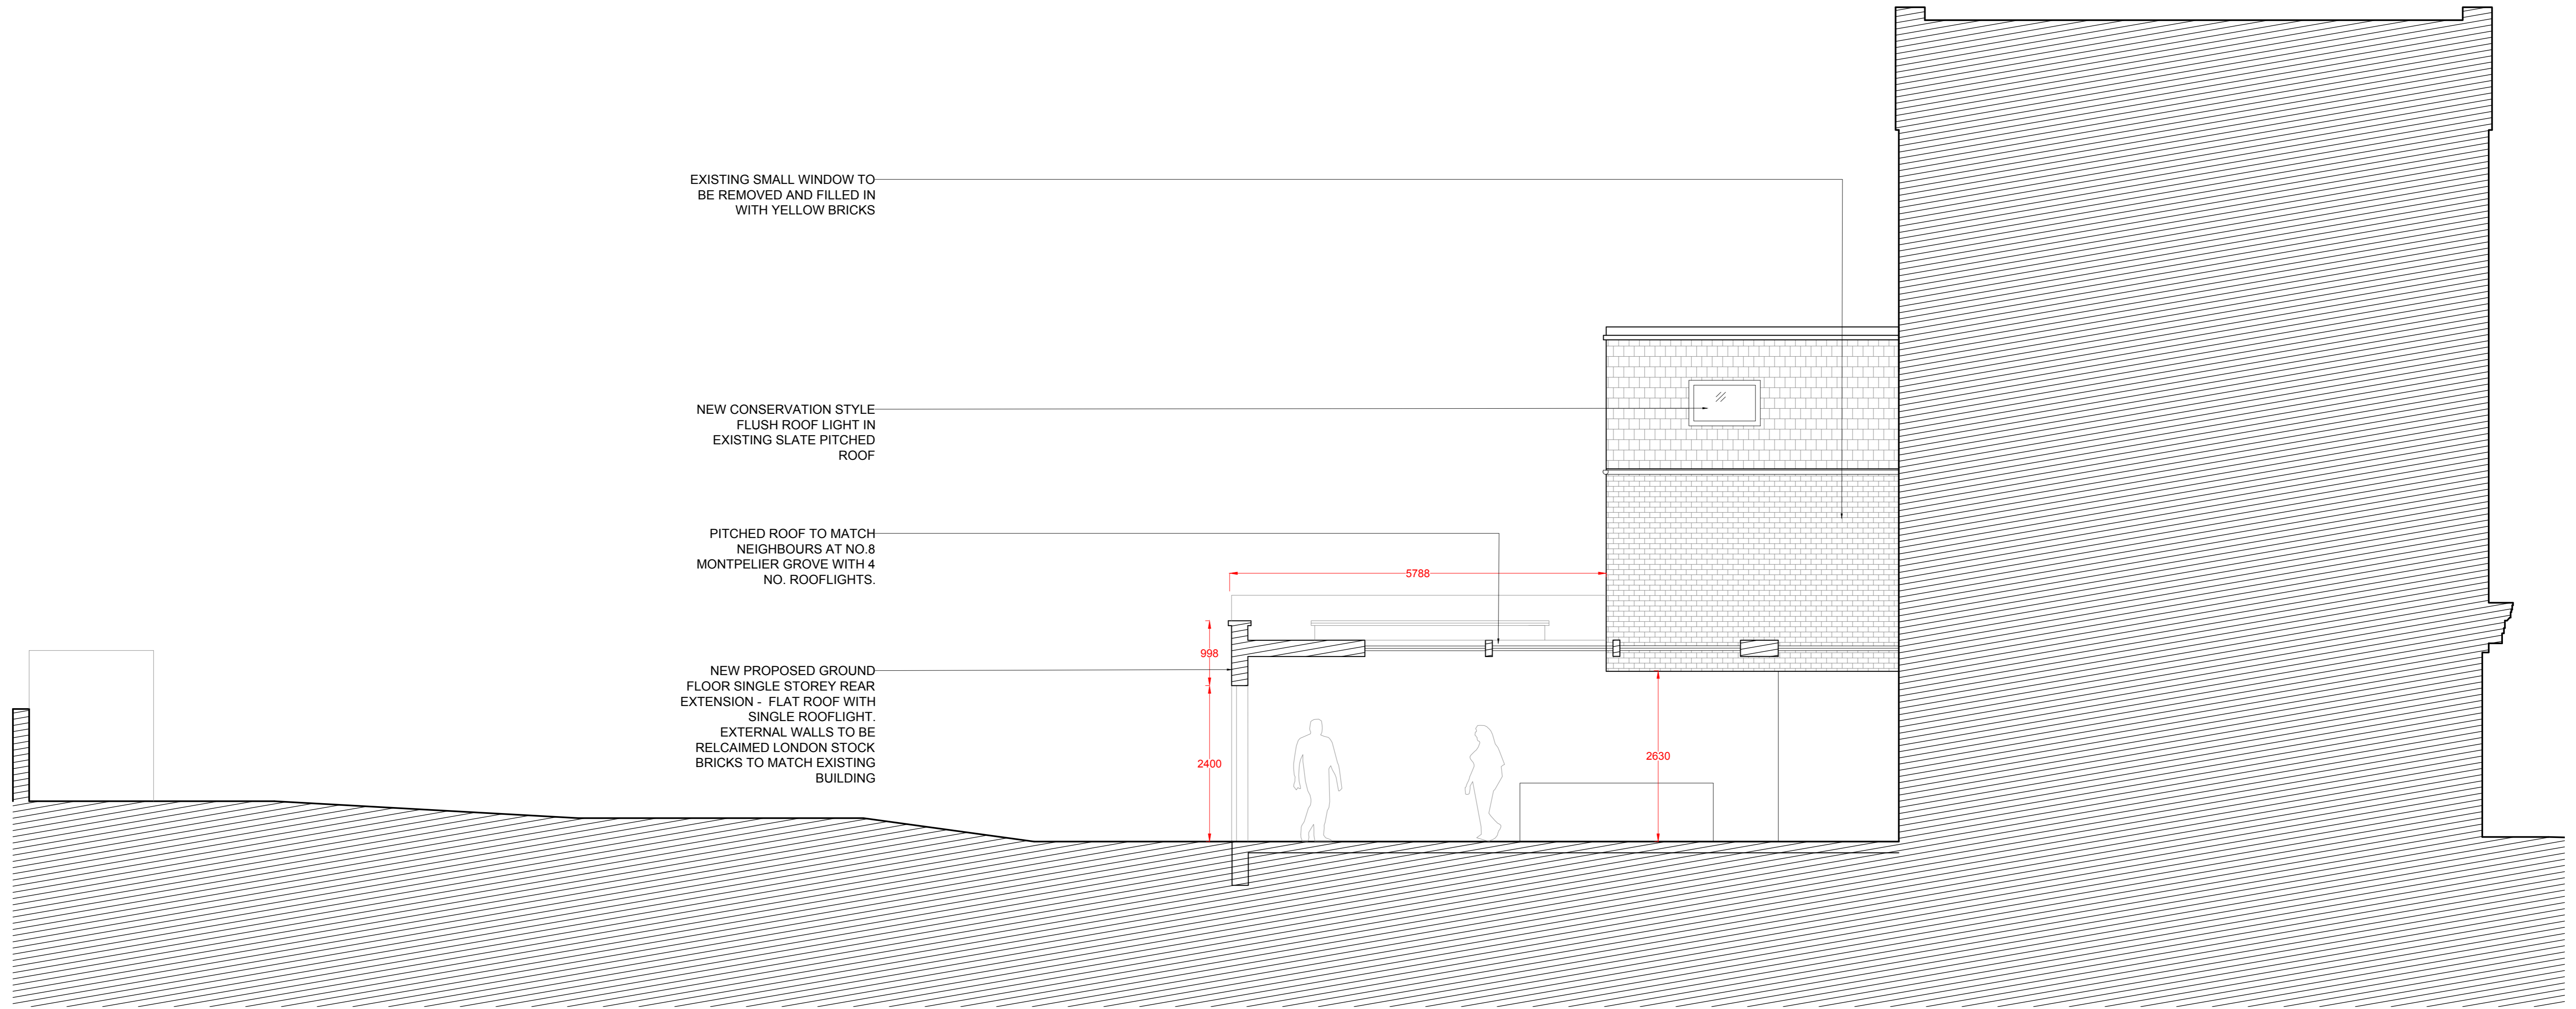 EXISTING SMALL WINDOW TO
BE REMOVED AND FILLED IN
WITH YELLOW BRICKS
NEW CONSERVATION STYLE
FLUSH ROOF LIGHT IN
EXISTING SLATE PITCHED
ROOF
PITCHED ROOF TO MATCH
NEIGHBOURS AT NO.8
MONTPELIER GROVE WITH 4
NO. ROOFLIGHTS.
5788
998
NEW PROPOSED GROUND
FLOOR SINGLE STOREY REAR
EXTENSION - FLAT ROOF WITH
SINGLE ROOFLIGHT.
EXTERNAL WALLS TO BE
RELCAIMED LONDON STOCK
BRICKS TO MATCH EXISTING
BUILDING
2400
2630